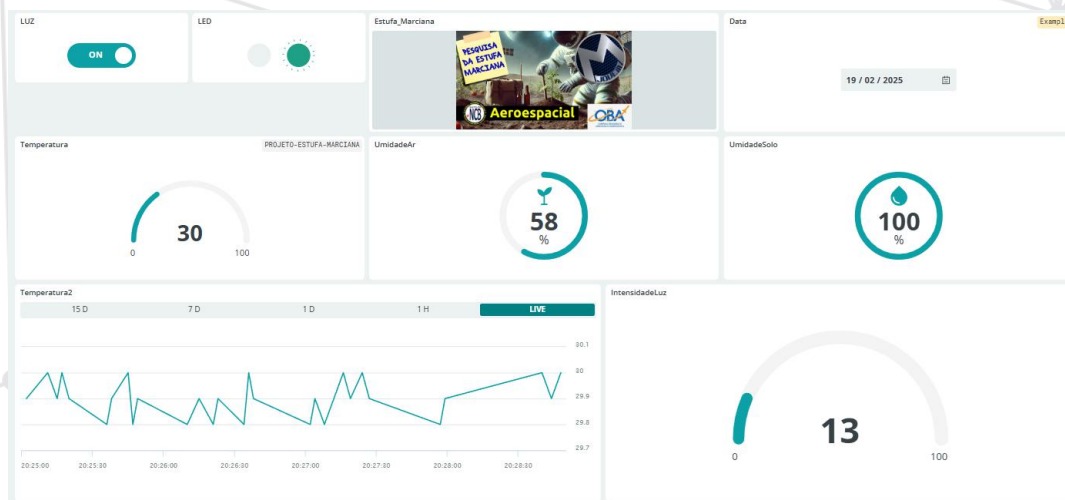 LUZ
LED
Estufa_Marciana
Data
Exampl
ON
PESQUISA
DA ESTUFA
MARCIANA
NCB
Aeroespacial
OBA
19 / 02 / 2025
Temperatura
PROJETO-ESTUFA-MARCIANA
UmidadeAr
UmidadeSolo
30
0
100
58
%
100
%
Temperatura2
IntensidadeLuz
15 D
7 D
1 D
1 H
LIVE
30.1
30
29.9
29.8
29.7
20:25:00
20:25:30
20:26:00
20:26:30
20:27:00
20:27:30
20:28:00
20:28:30
13
0
100